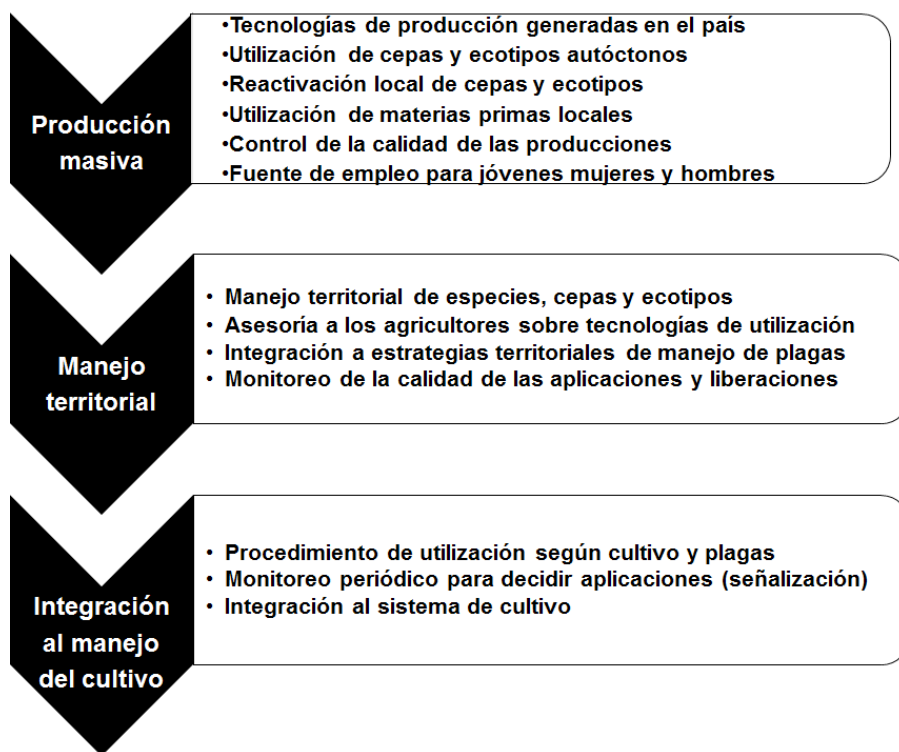 Producción
masiva
•Tecnologías de producción generadas en el país
•Utilización de cepas y ecotipos autóctonos
•Reactivación local de cepas y ecotipos
•Utilización de materias primas locales
•Control de la calidad de las producciones
•Fuente de empleo para jóvenes mujeres y hombres
Manejo
territorial
• Manejo territorial de especies, cepas y ecotipos
• Asesoría a los agricultores sobre tecnologías de utilización
• Integración a estrategias territoriales de manejo de plagas
• Monitoreo de la calidad de las aplicaciones y liberaciones
Integración
al manejo
del cultivo
• Procedimiento de utilización según cultivo y plagas
• Monitoreo periódico para decidir aplicaciones (señalización)
• Integración al sistema de cultivo